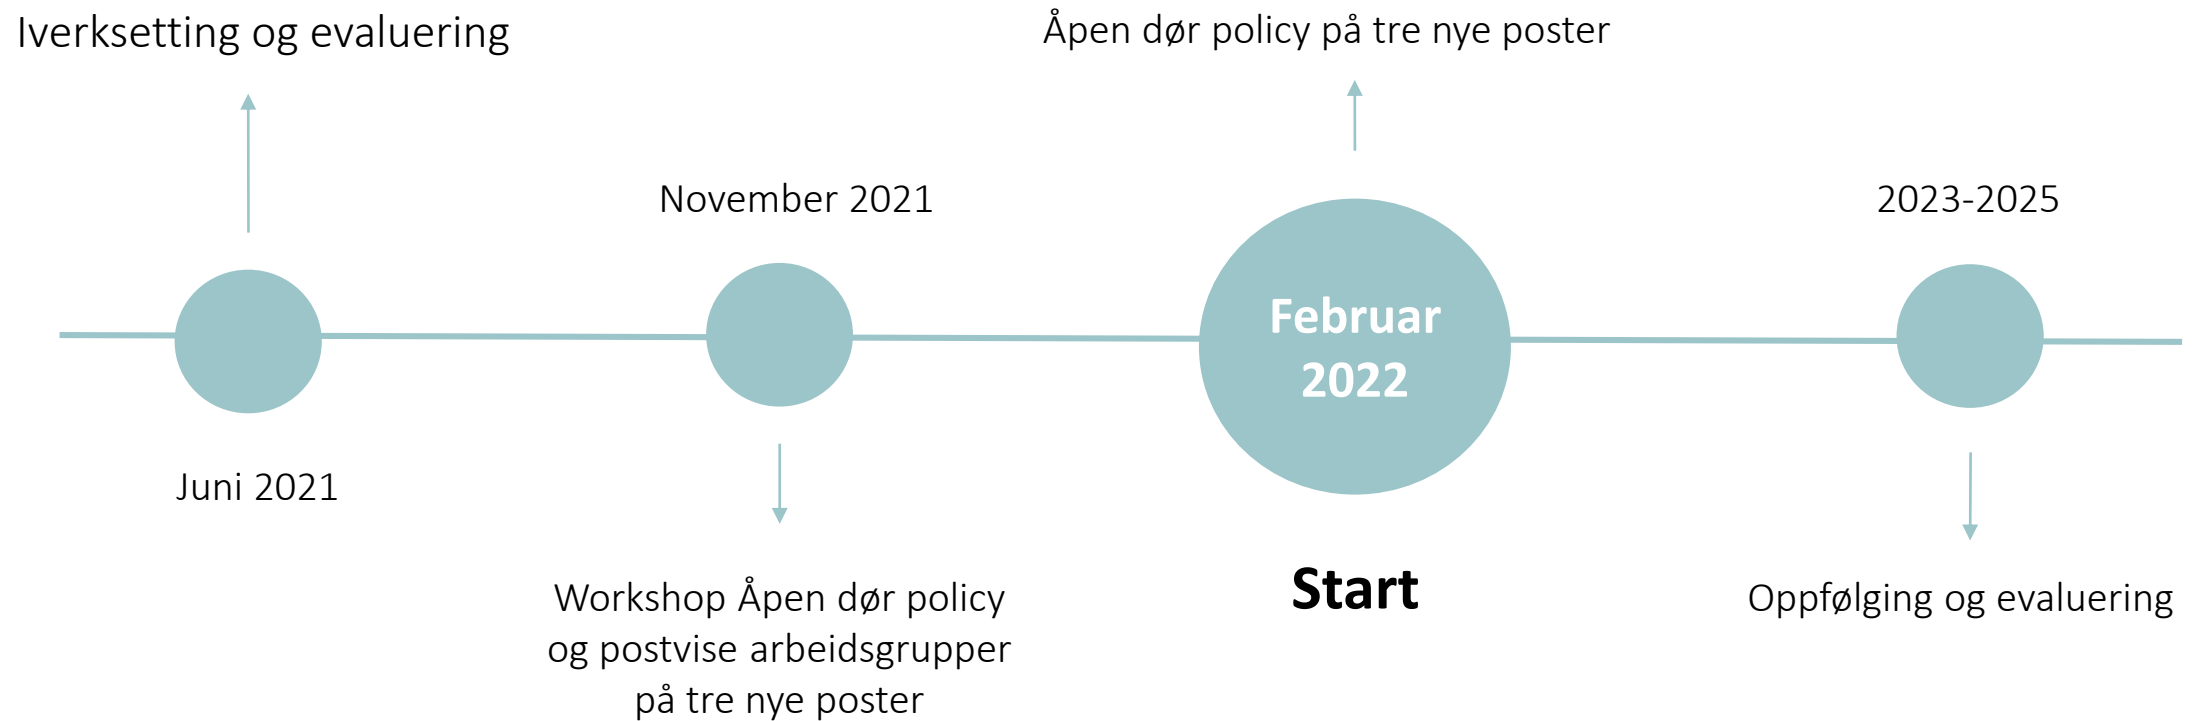 Iverksetting og evaluering
Juni 2021
November 2021
Workshop Åpen dør policy
og postvise arbeidsgrupper
på tre nye poster
Åpen dør policy på tre nye poster
Februar
2022
Start
2023-2025
Oppfølging og evaluering